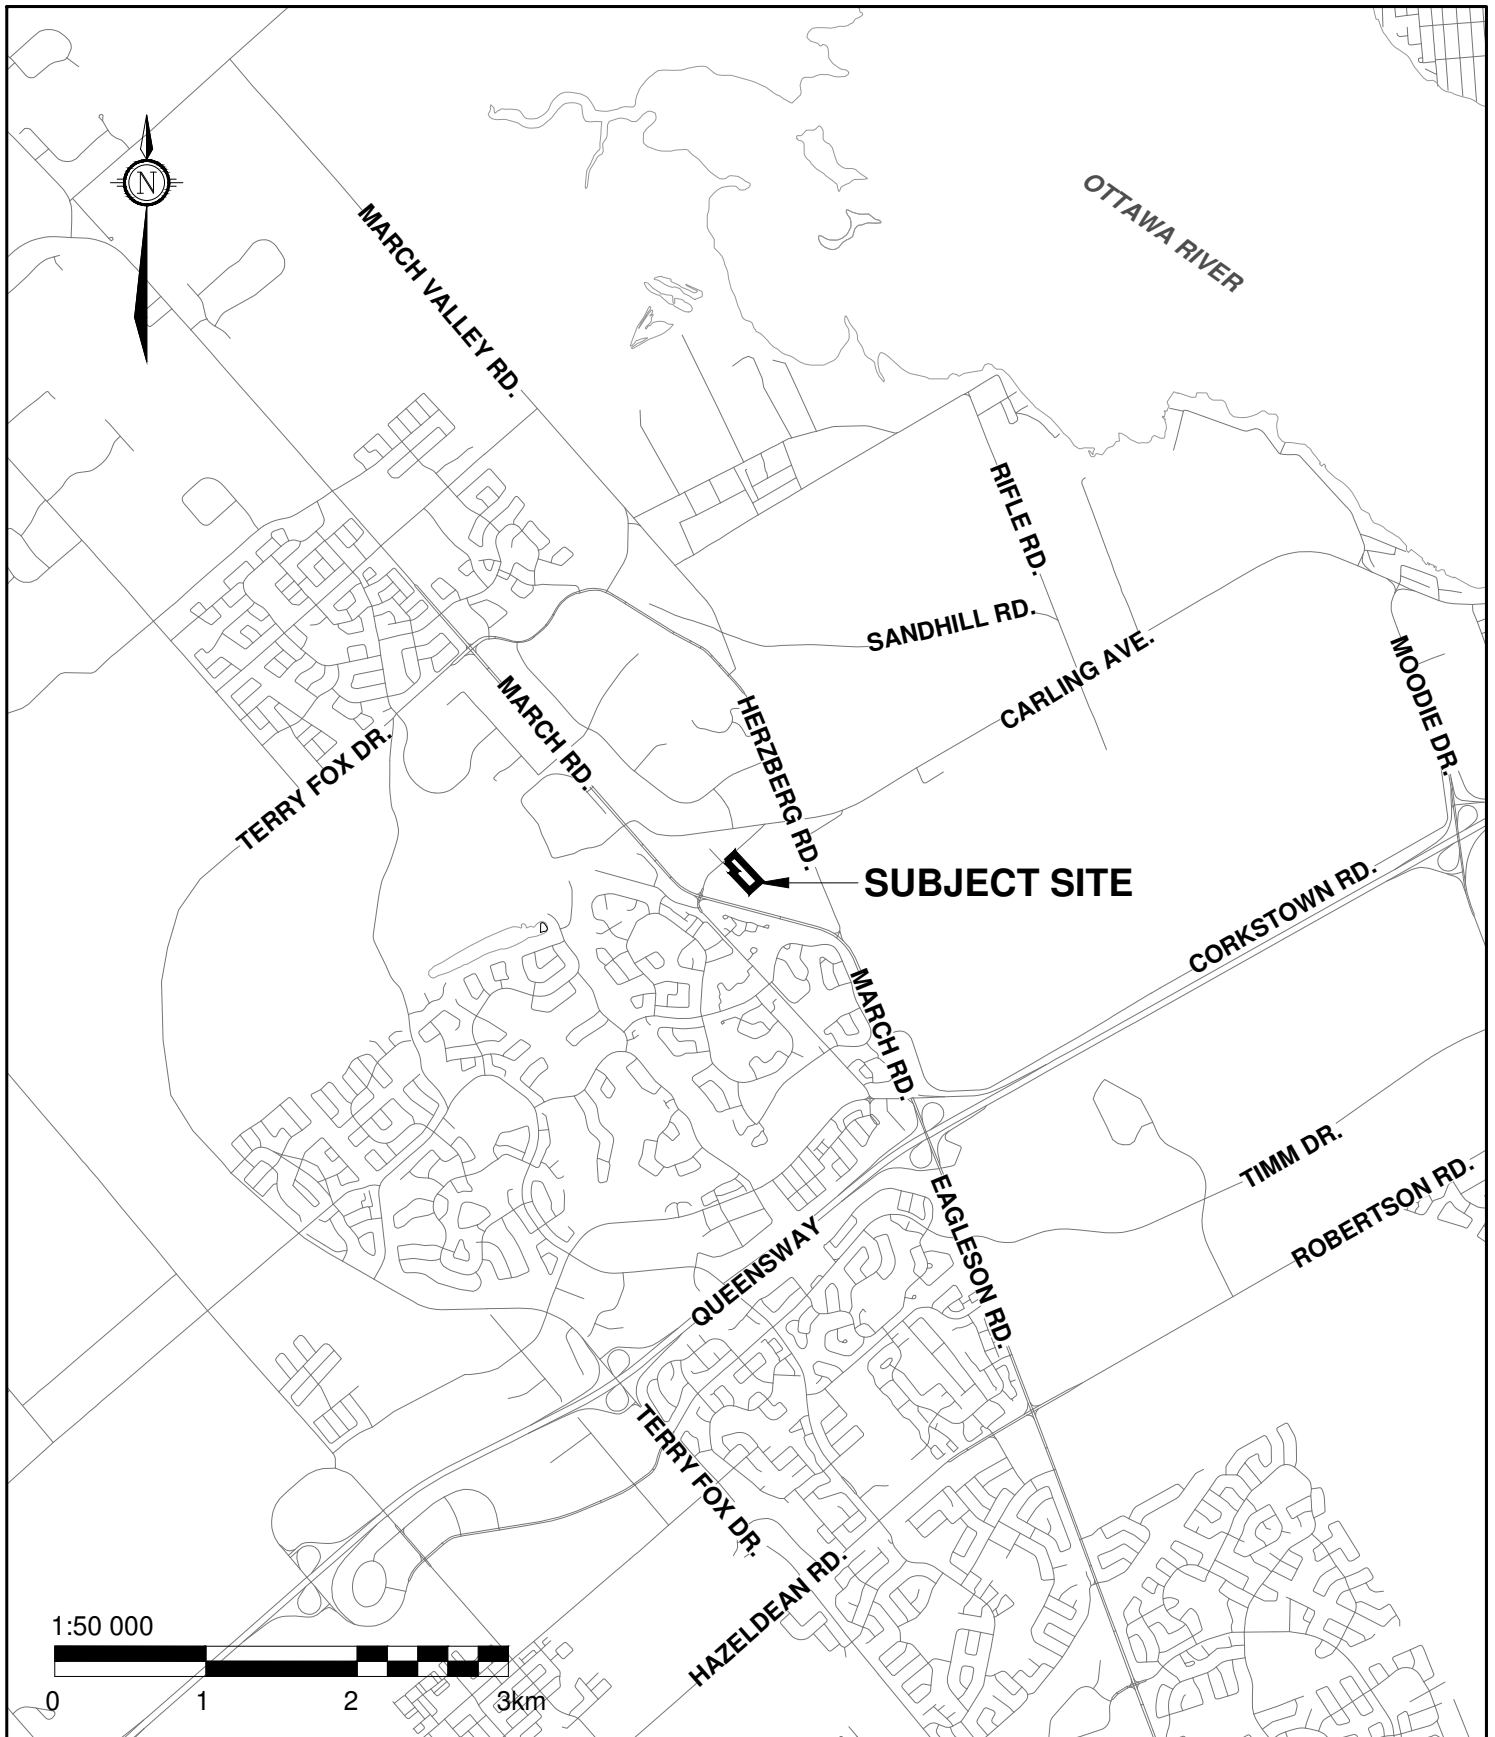 N
OTTAWA RIVER
MARCH VALLEY RD.
RIFLE RD.
SANDHILL RD.
CARLING AVE.
MOODIE DR.
MARCH RD.
HERZBERG RD.
TERRY FOX DR.
SUBJECT SITE
CORKSTOWN RD.
MARCH RD.
TIMM DR.
ROBERTSON RD.
EAGLESON RD.
QUEENSWAY
TERRY FOX DR.
HAZELDEAN RD.
1:50 000
0 1 2 3km